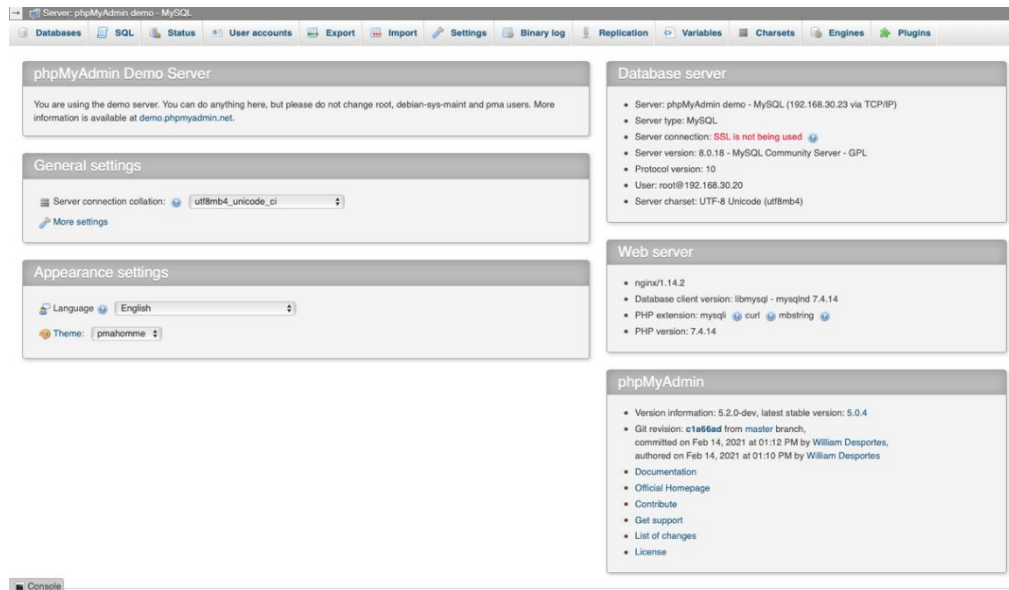 Server: phpMyAdmin demo - MySQL
Databases SQL Status User accounts Export Import Settings Binary log Replication Variables Charsets Engines Plugins
phpMyAdmin Demo Server
You are using the demo server. You can do anything here, but please do not change root, debian-sys-maint and pma users. More
information is available at demo.phpmyadmin.net.
General settings
Server connection collation: utf8mb4_unicode_ci
More settings
Appearance settings
Language English
Theme: pmahomme
Database server
Server: phpMyAdmin demo - MySQL (192.168.30.23 via TCP/IP)
Server type: MySQL
Server connection: SSL is not being used
Server version: 8.0.18 - MySQL Community Server - GPL
Protocol version: 10
User: root@192.168.30.20
Server charset: UTF-8 Unicode (utf8mb4)
Web server
nginx/1.14.2
Database client version: libmysql - mysqlnd 7.4.14
PHP extension: mysqli curl mbstring
PHP version: 7.4.14
phpMyAdmin
Version information: 5.2.0-dev, latest stable version: 5.0.4
Git revision: c1a66ad from master branch,
committed on Feb 14, 2021 at 01:12 PM by William Desportes,
authored on Feb 14, 2021 at 01:10 PM by William Desportes
Documentation
Official Homepage
Contribute
Get support
List of changes
License
Console